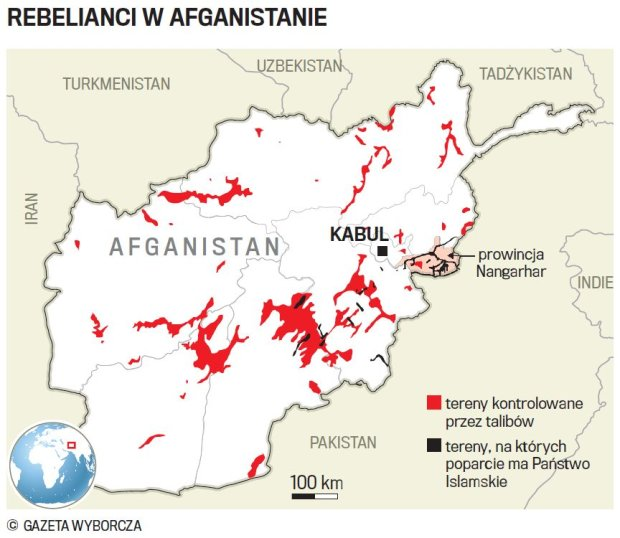 REBELIANCI W AFGANISTANIE
UZBEKISTAN
TADŻYKISTAN
TURKMENISTAN
IRAN
AFGANISTAN
KABUL
prowincja
Nangarhar
INDIE
tereny kontrolowane
przez talibów
PAKISTAN
tereny, na których
poparcie ma Państwo
Islamskie
100 km
© GAZETA WYBORCZA